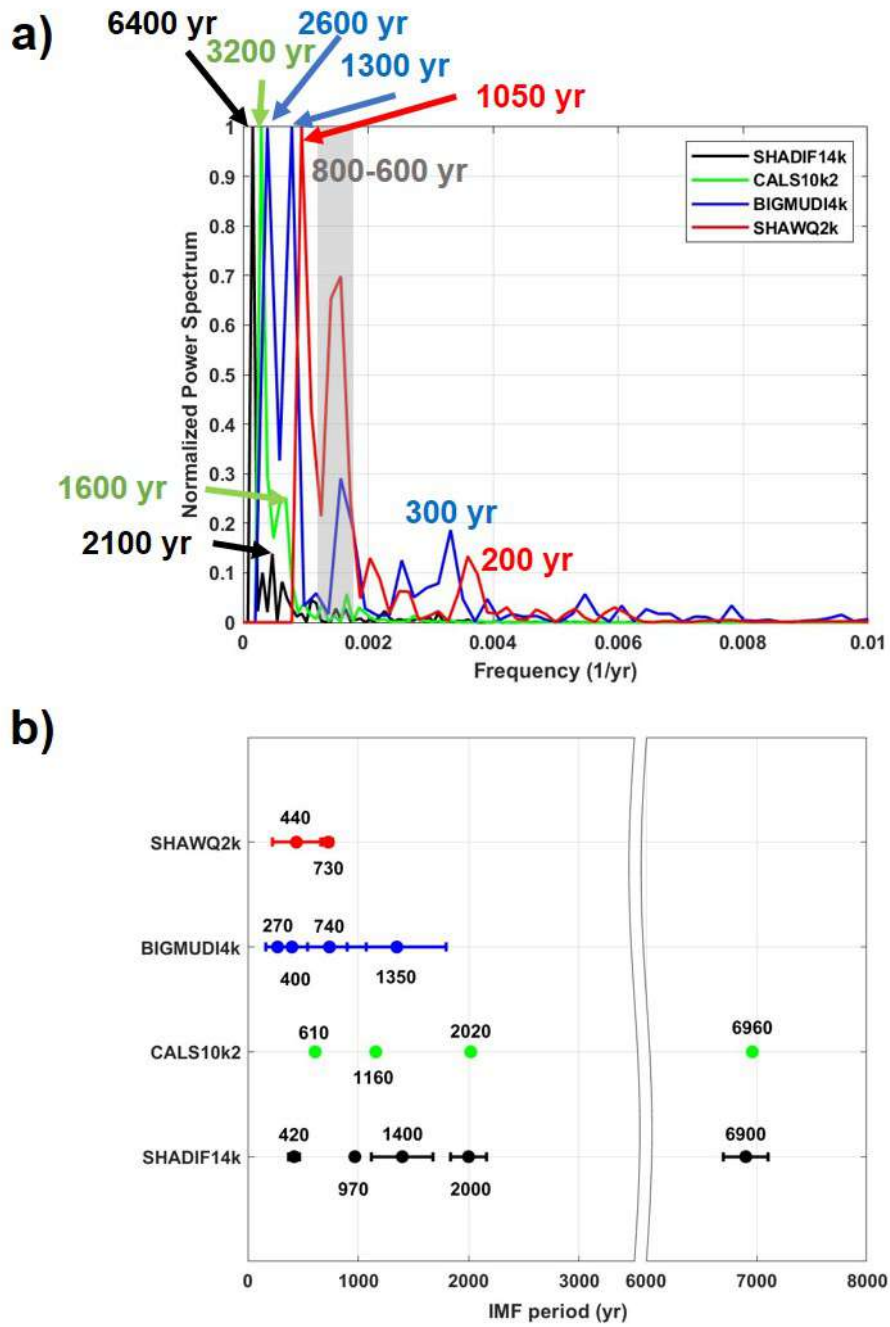 a)
6400 yr
2600 yr
3200 yr
1300 yr
1050 yr
800-600 yr
SHADIF14k
CALS10k2
BIGMUDI4k
SHAWQ2k
1
0.9
0.8
0.7
0.6
0.5
0.4
0.3
0.2
0.1
0
Normalized Power Spectrum
1600 yr
2100 yr
300 yr
200 yr
0 0.002 0.004 0.006 0.008 0.01
Frequency (1/yr)
b)
SHAWQ2k
440
730
BIGMUDI4k
270 740
400 1350
CALS10k2
610 2020 6960
1160
SHADIF14k
420 1400 6900
970 2000
0 1000 2000 3000 6000 7000 8000
IMF period (yr)